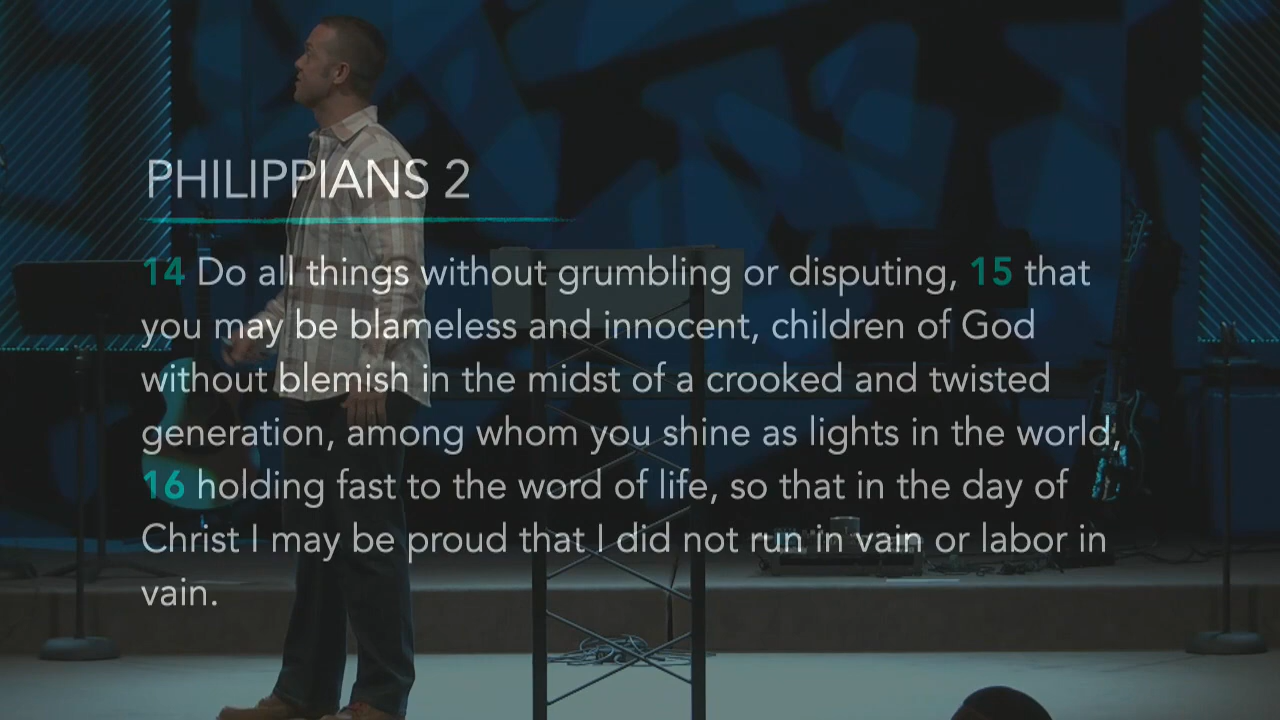 PHILIPPIANS 2
14 Do all things without grumbling or disputing, 15 that
you may be blameless and innocent, children of God
without blemish in the midst of a crooked and twisted
generation, among whom you shine as lights in the world,
16 holding fast to the word of life, so that in the day of
Christ I may be proud that I did not run in vain or labor in
vain.